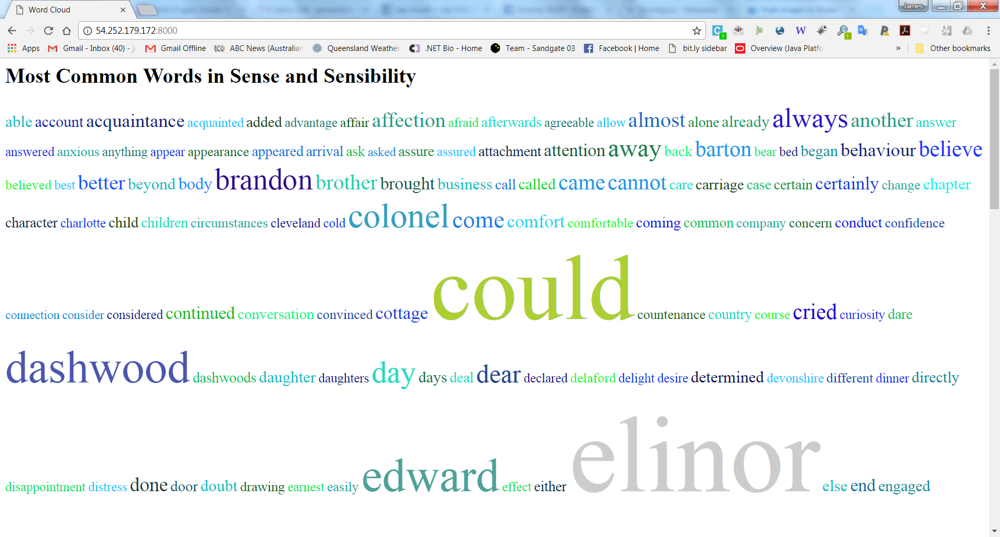 Word Cloud
James
54.252.179.172:8000
Apps Gmail - Inbox (40) - Gmail Offline ABC News (Australian Queensland Weather .NET Bio - Home Team - Sandgate 03 Facebook | Home bit.ly sidebar Overview (Java Platfo » Other bookmarks
Most Common Words in Sense and Sensibility
able account acquaintance acquainted added advantage affair affection afraid afterwards agreeable allow almost alone already always another answer
answered anxious anything appear appearance appeared arrival ask asked assure assured attachment attention away back barton bear bed began behaviour believe
believed best better beyond body brandon brother brought business call called came cannot care carriage case certain certainly change chapter
character charlotte child children circumstances cleveland cold colonel come comfort comfortable coming common company concern conduct confidence
connection consider considered continued conversation convinced cottage could countenance country course cried curiosity dare
dashwood dashwoods daughter daughters day days deal dear declared delaford delight desire determined devonshire different dinner directly
disappointment distress done door doubt drawing earnest easily edward effect either elinor else end engaged